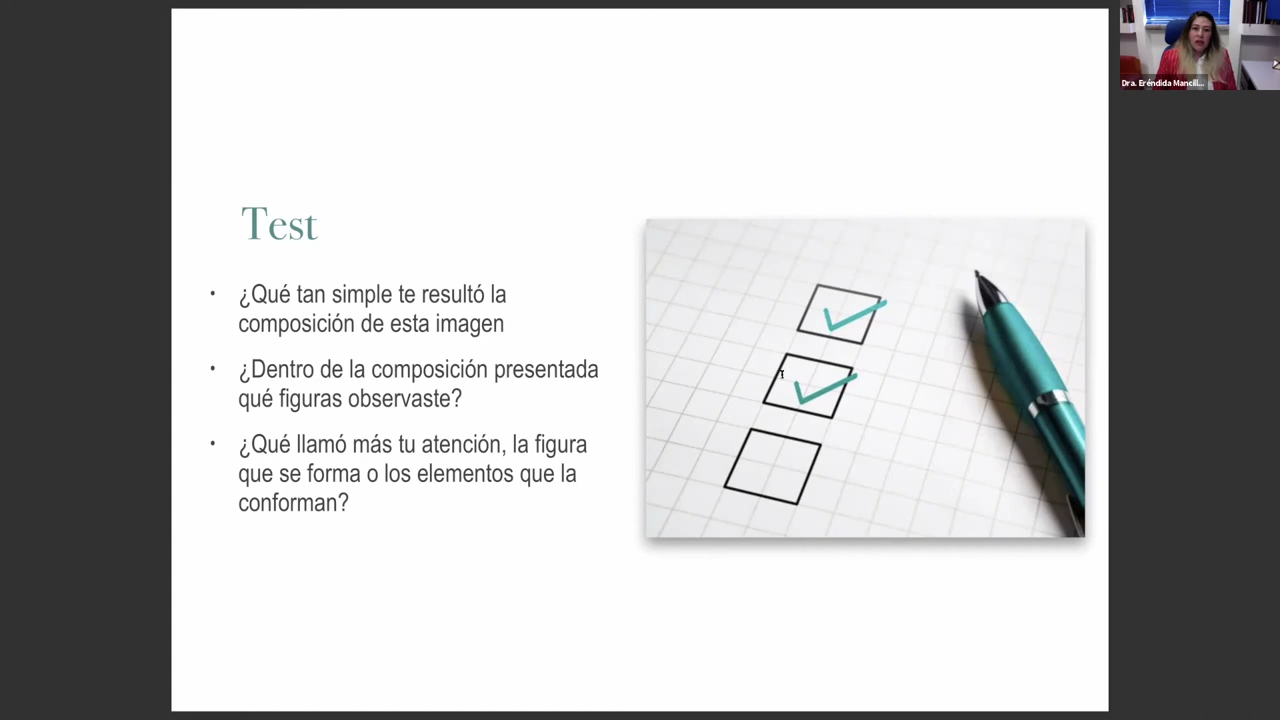 Dra. Eréndida Mancill...
Test
• ¿Qué tan simple te resultó la
composición de esta imagen
• ¿Dentro de la composición presentada
qué figuras observaste?
• ¿Qué llamó más tu atención, la figura
que se forma o los elementos que la
conforman?